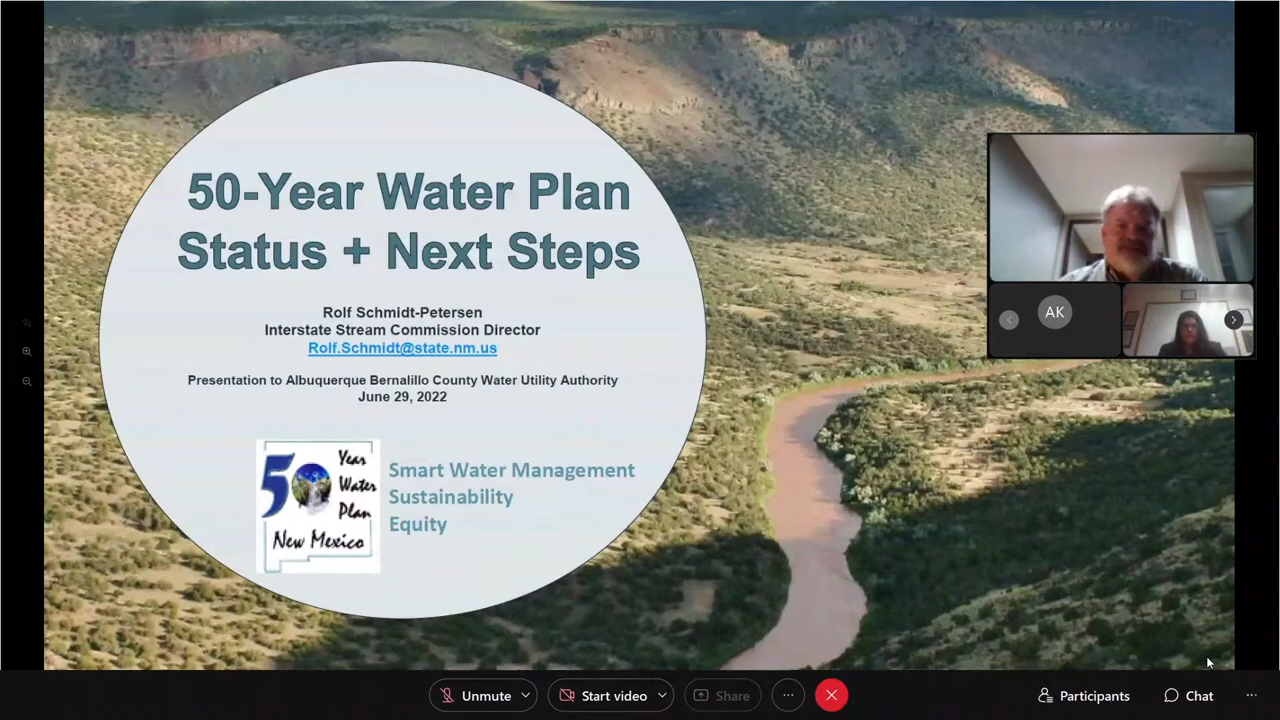 50-Year Water Plan
Status + Next Steps
Rolf Schmidt-Petersen
Interstate Stream Commission Director
Rolf.Schmidt@state.nm.us
Presentation to Albuquerque Bernalillo County Water Utility Authority
June 29, 2022
50 Year
Water
Plan
New Mexico
Smart Water Management
Sustainability
Equity
AK
Unmute
Start video
Share
Participants
Chat